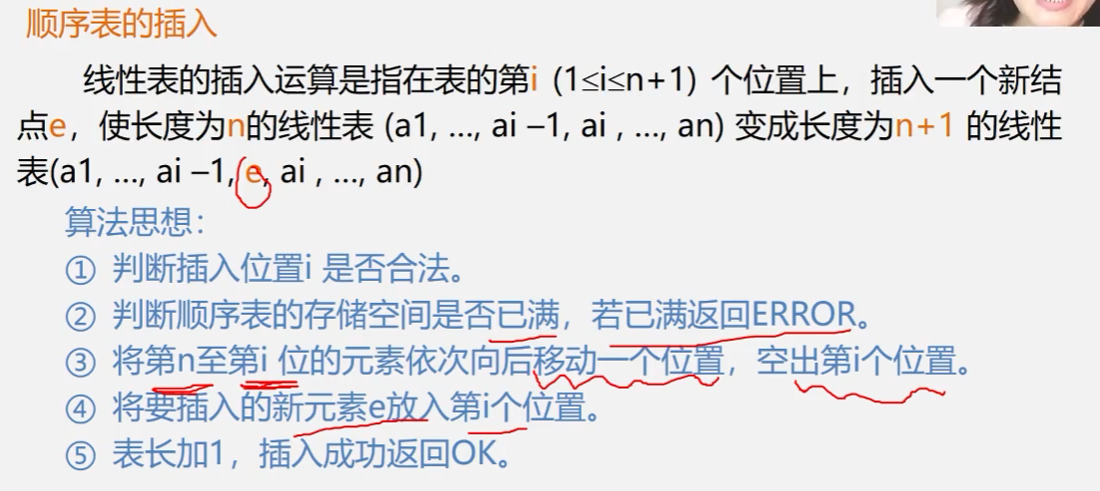 顺序表的插入
线性表的插入运算是指在表的第i (1≤i≤n+1) 个位置上，插入一个新结
点e，使长度为n的线性表 (a1, …, ai –1, ai , …, an) 变成长度为n+1 的线性
表(a1, …, ai –1, e, ai , …, an)
算法思想：
① 判断插入位置i 是否合法。
② 判断顺序表的存储空间是否已满，若已满返回ERROR。
③ 将第n至第i 位的元素依次向后移动一个位置，空出第i个位置。
④ 将要插入的新元素e放入第i个位置。
⑤ 表长加1，插入成功返回OK。